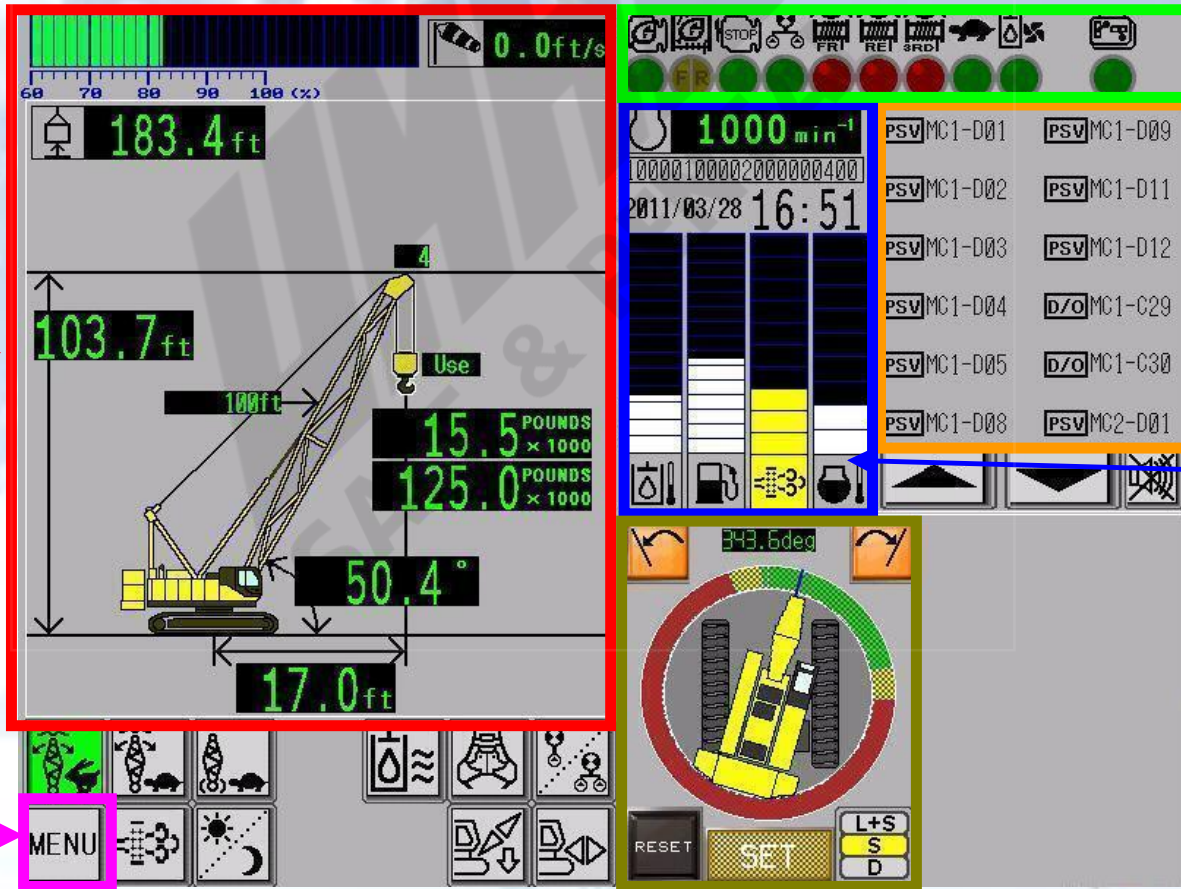 0.0ft/s
60 70 80 90 100 (%)
183.4ft
4
103.7ft
Use
100ft
15.5 POUNDS × 1000
125.0 POUNDS × 1000
50.4°
17.0ft
MENU
G G STOP FR RE 3RD
F R
1000 min⁻¹
10000100002000000400
2011/03/28 16:51
PSV MC1-D01 PSV MC1-D09
PSV MC1-D02 PSV MC1-D11
PSV MC1-D03 PSV MC1-D12
PSV MC1-D04 D/O MC1-C29
PSV MC1-D05 D/O MC1-C30
PSV MC1-D08 PSV MC2-D01
343.6deg
RESET
SET
L+S
S
D